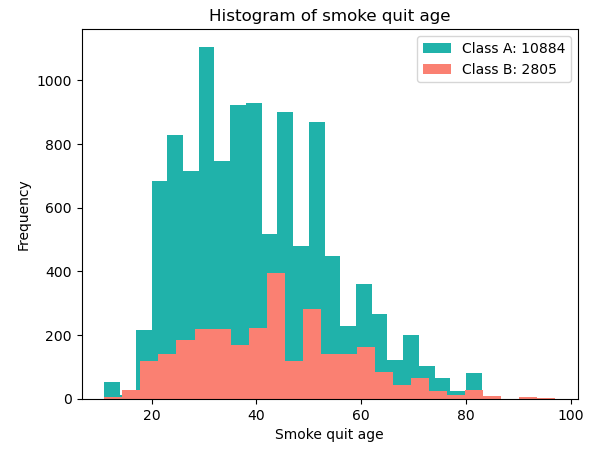 Histogram of smoke quit age
Class A: 10884
Class B: 2805
1000
800
600
400
200
0
Frequency
20
40
60
80
100
Smoke quit age